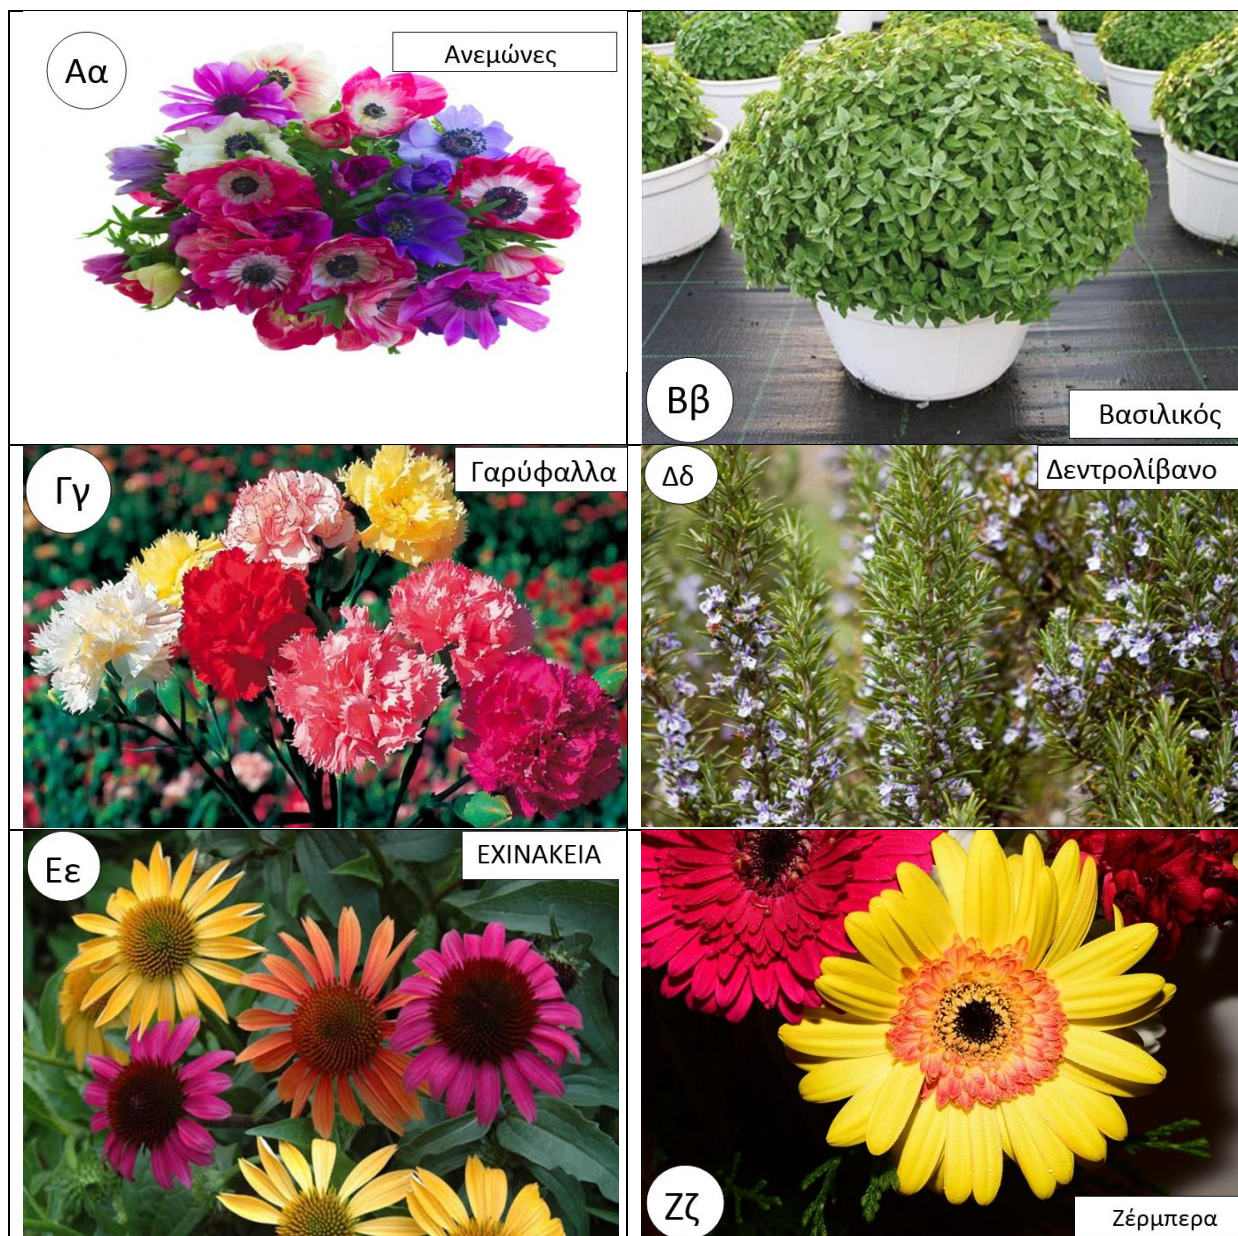 Αα
Ανεμώνες
Ββ
Βασιλικός
Γγ
Γαρύφαλλα
Δδ
Δεντρολίβανο
Εε
ΕΧΙΝΑΚΕΙΑ
Ζζ
Ζέρμπερα